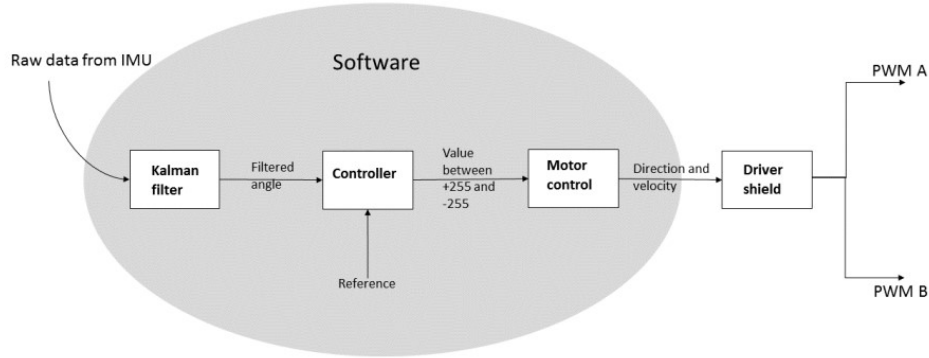 Software
Raw data from IMU
PWM A
Kalman
filter
Filtered
angle
Controller
Value
between
+255 and
-255
Motor
control
Direction and
velocity
Driver
shield
Reference
PWM B